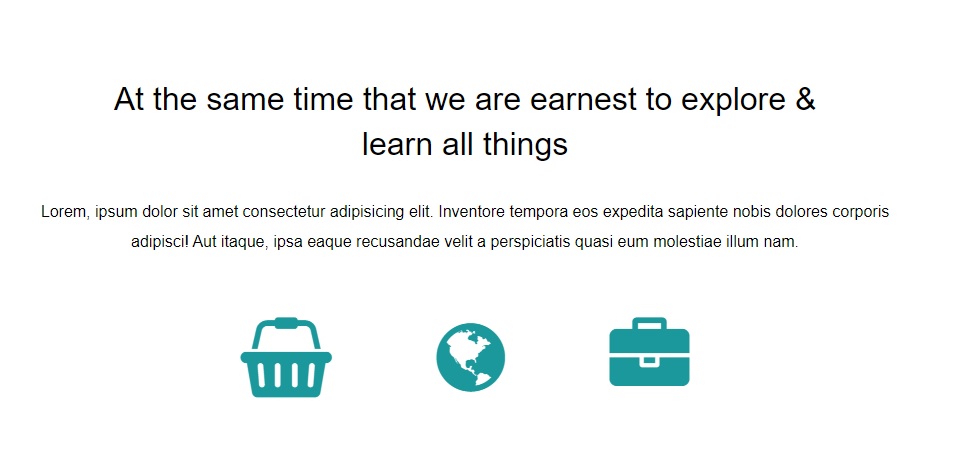 At the same time that we are earnest to explore &
learn all things
Lorem, ipsum dolor sit amet consectetur adipisicing elit. Inventore tempora eos expedita sapiente nobis dolores corporis
adipisci! Aut itaque, ipsa eaque recusandae velit a perspiciatis quasi eum molestiae illum nam.